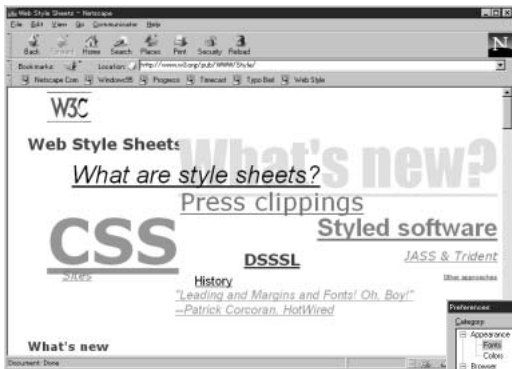 Web Style Sheets - Netscape
File Edit View Go Communicator Help
Back Forward Home Search Places Print Security Reload
N
Bookmarks Location: http://www.w3.org/pub/WWW/Style/
Netscape Com Windows95 Progress Timecast Typo Bed Web Style
W3C
What's new?
Web Style Sheets
What are style sheets?
Press clippings
Styled software
CSS
DSSSL
JASS & Trident
Sites
History
Other approaches
"Leading and Margins and Fonts! Oh, Boy!"
--Patrick Corcoran, HotWired
What's new
Preferences
Category:
Appearance
Fonts
Colors
Browser
Document: Done